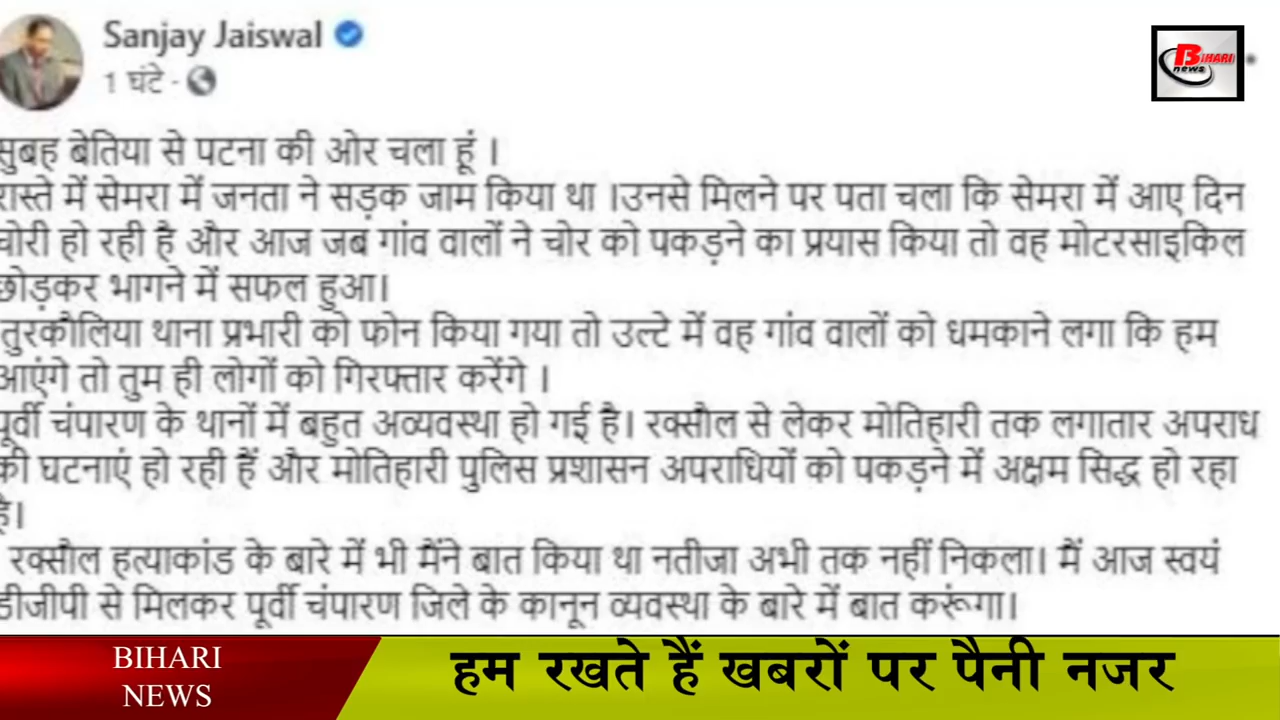 Sanjay Jaiswal
1 घंटे ·
BIHARI
news
सुबह बेतिया से पटना की ओर चला हूं ।
रास्ते में सेमरा में जनता ने सड़क जाम किया था ।उनसे मिलने पर पता चला कि सेमरा में आए दिन
चोरी हो रही है और आज जब गांव वालों ने चोर को पकड़ने का प्रयास किया तो वह मोटरसाइकिल
छोड़कर भागने में सफल हुआ।
तुरकौलिया थाना प्रभारी को फोन किया गया तो उल्टे में वह गांव वालों को धमकाने लगा कि हम
आएंगे तो तुम ही लोगों को गिरफ्तार करेंगे ।
पूर्वी चंपारण के थानों में बहुत अव्यवस्था हो गई है। रक्सौल से लेकर मोतिहारी तक लगातार अपराध
की घटनाएं हो रही हैं और मोतिहारी पुलिस प्रशासन अपराधियों को पकड़ने में अक्षम सिद्ध हो रहा
है।
रक्सौल हत्याकांड के बारे में भी मैंने बात किया था नतीजा अभी तक नहीं निकला। मैं आज स्वयं
डीजीपी से मिलकर पूर्वी चंपारण जिले के कानून व्यवस्था के बारे में बात करूंगा।
BIHARI
NEWS
हम रखते हैं खबरों पर पैनी नजर